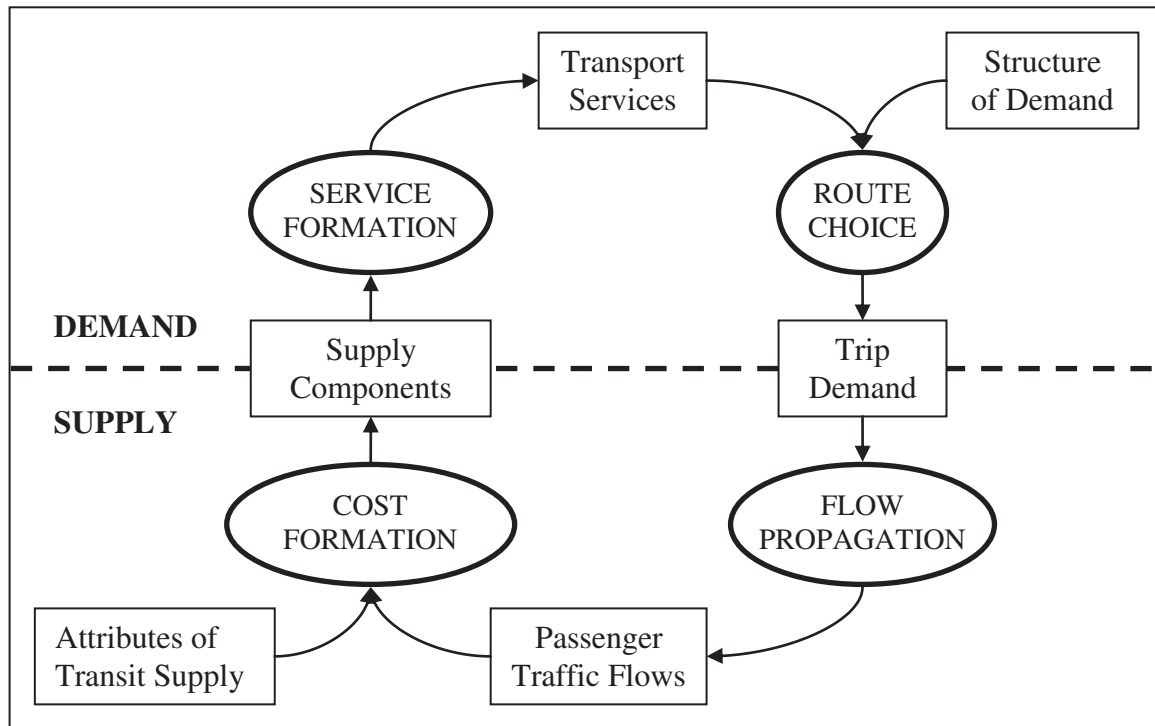 Transport
Services
Structure
of Demand
SERVICE
FORMATION
ROUTE
CHOICE
DEMAND
Supply
Components
Trip
Demand
SUPPLY
COST
FORMATION
FLOW
PROPAGATION
Attributes of
Transit Supply
Passenger
Traffic Flows